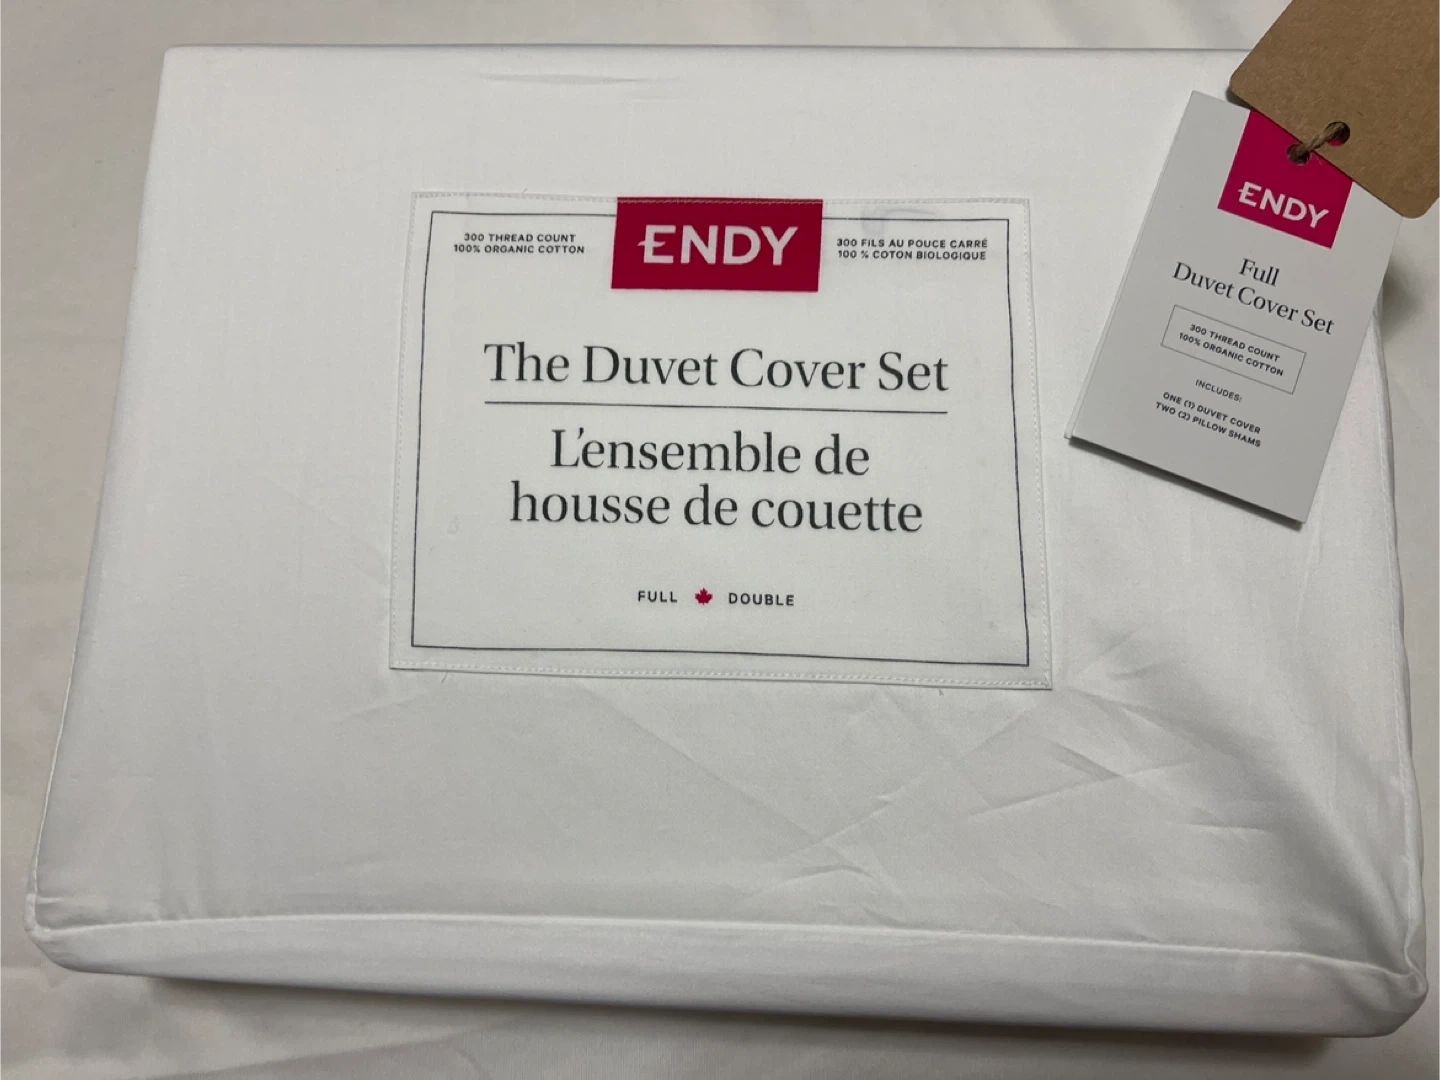 300 THREAD COUNT
100% ORGANIC COTTON
ENDY
300 FILS AU POUCE CARRÉ
100 % COTON BIOLOGIQUE
The Duvet Cover Set
L'ensemble de
housse de couette
FULL DOUBLE
ENDY
Full
Duvet Cover Set
300 THREAD COUNT
100% ORGANIC COTTON
INCLUDES:
ONE (1) DUVET COVER
TWO (2) PILLOW SHAMS